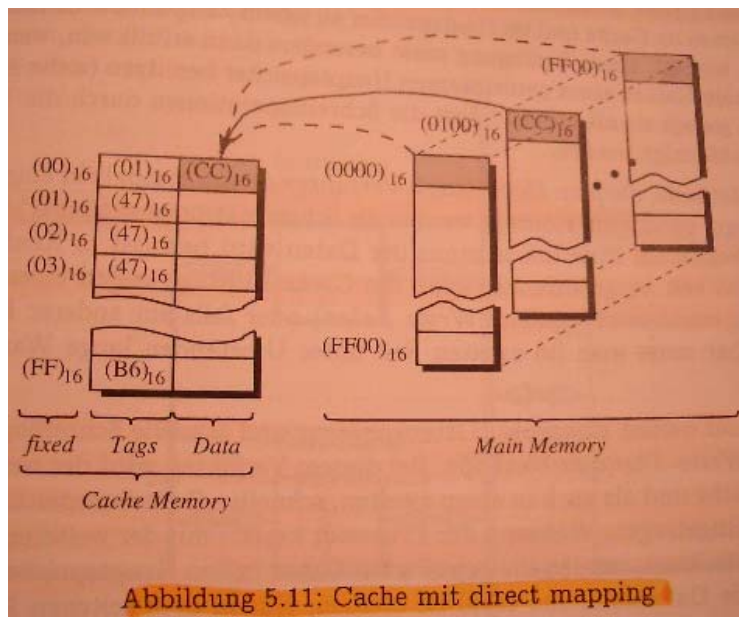 (FF00)16
(0100)16 (CC)16
(00)16 (01)16 (CC)16 (0000)16
(01)16 (47)16
(02)16 (47)16
(03)16 (47)16
(FF)16 (B6)16 (FF00)16
fixed Tags Data Main Memory
Cache Memory
Abbildung 5.11: Cache mit direct mapping